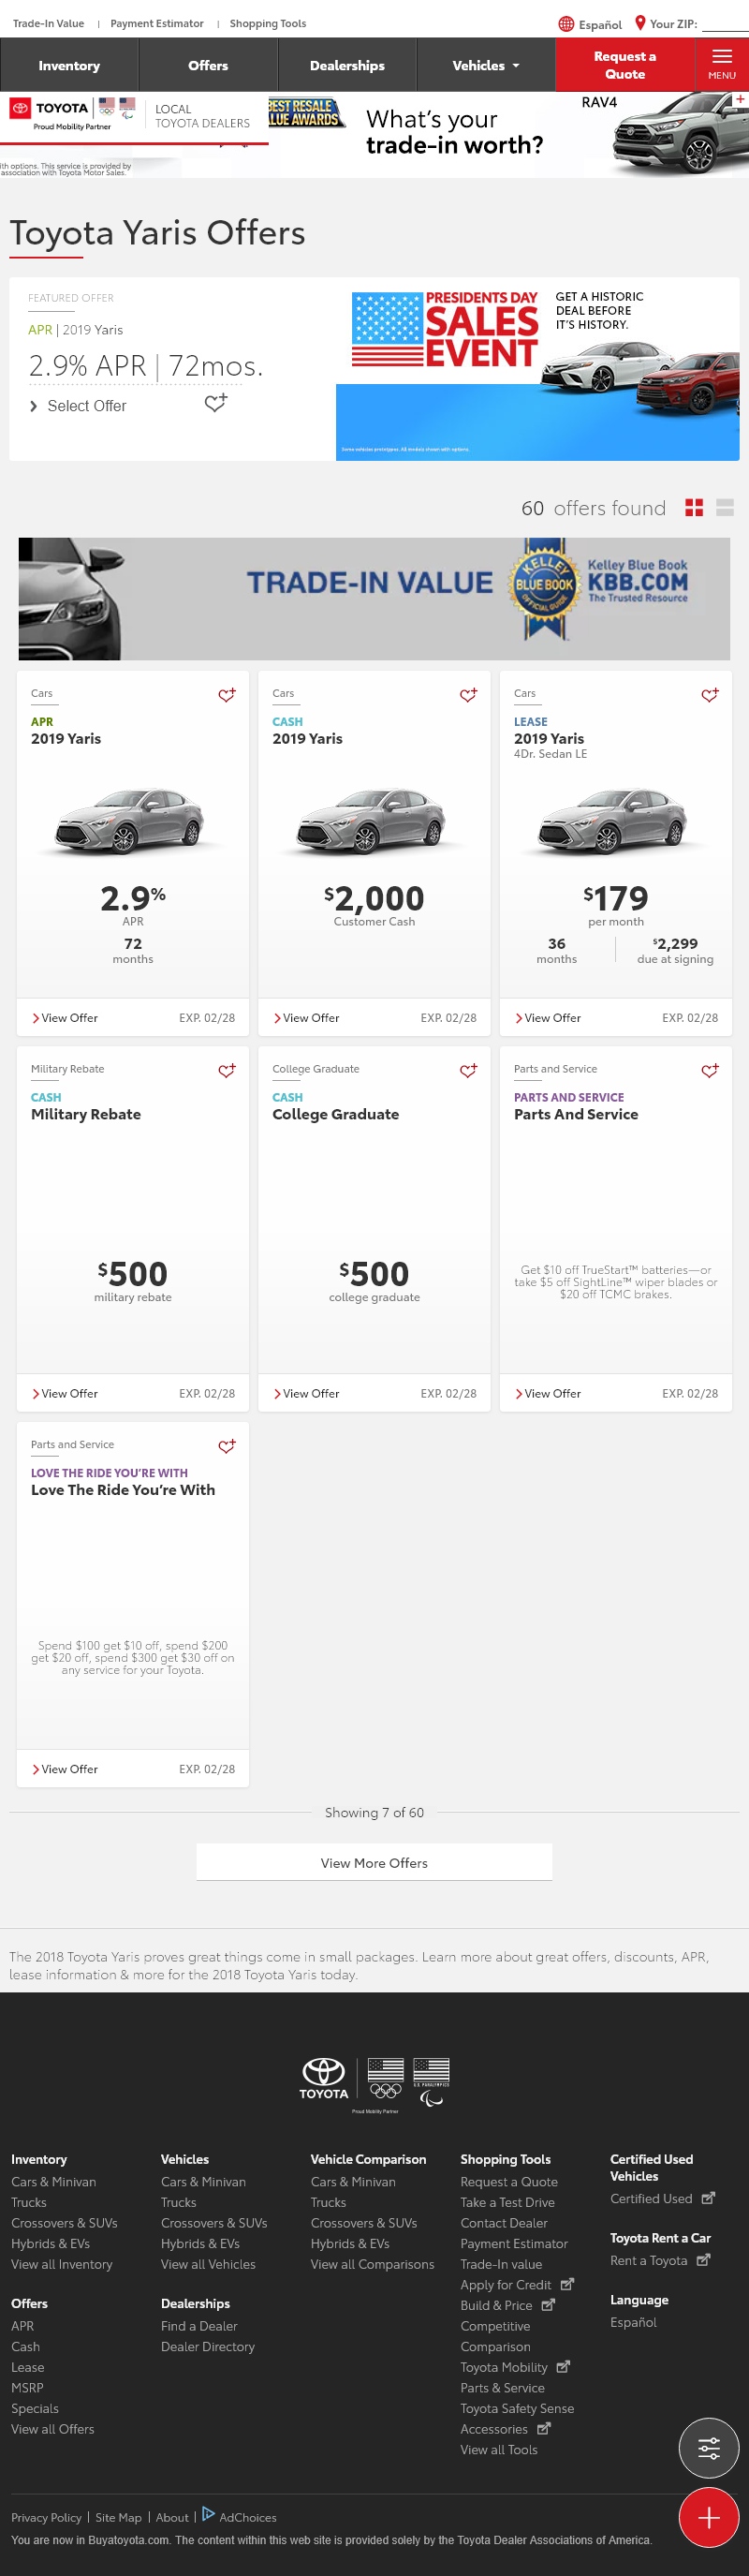 Trade-In Value | Payment Estimator | Shopping Tools
Español Your ZIP:
Inventory Offers Dealerships Vehicles Request a
Quote
MENU
TOYOTA
Proud Mobility Partner
LOCAL
TOYOTA DEALERS
BEST RESALE
UE AWARDS
What's your
trade-in worth?
RAV4
ith options. This service is provided by
association with Toyota Motor Sales.
Toyota Yaris Offers
FEATURED OFFER
APR | 2019 Yaris
2.9% APR | 72mos.
Select Offer
PRESIDENTS DAY
SALES
EVENT
GET A HISTORIC
DEAL BEFORE
IT'S HISTORY.
Some vehicles prototypes. All models shown with options.
60 offers found
TRADE-IN VALUE
KELLEY
BLUE BOOK
OFFICIAL GUIDE
Kelley Blue Book
KBB.COM
The Trusted Resource
Cars
APR
2019 Yaris
2.9%
APR
72
months
View Offer EXP. 02/28
Cars
CASH
2019 Yaris
$2,000
Customer Cash
View Offer EXP. 02/28
Cars
LEASE
2019 Yaris
4Dr. Sedan LE
$179
per month
36
months
$2,299
due at signing
View Offer EXP. 02/28
Military Rebate
CASH
Military Rebate
$500
military rebate
View Offer EXP. 02/28
College Graduate
CASH
College Graduate
$500
college graduate
View Offer EXP. 02/28
Parts and Service
PARTS AND SERVICE
Parts And Service
Get $10 off TrueStart™ batteries—or
take $5 off SightLine™ wiper blades or
$20 off TCMC brakes.
View Offer EXP. 02/28
Parts and Service
LOVE THE RIDE YOU'RE WITH
Love The Ride You're With
Spend $100 get $10 off, spend $200
get $20 off, spend $300 get $30 off on
any service for your Toyota.
View Offer EXP. 02/28
Showing 7 of 60
View More Offers
The 2018 Toyota Yaris proves great things come in small packages. Learn more about great offers, discounts, APR,
lease information & more for the 2018 Toyota Yaris today.
TOYOTA
U.S. PARALYMPICS
Proud Mobility Partner
Inventory
Cars & Minivan
Trucks
Crossovers & SUVs
Hybrids & EVs
View all Inventory
Offers
APR
Cash
Lease
MSRP
Specials
View all Offers
Vehicles
Cars & Minivan
Trucks
Crossovers & SUVs
Hybrids & EVs
View all Vehicles
Dealerships
Find a Dealer
Dealer Directory
Vehicle Comparison
Cars & Minivan
Trucks
Crossovers & SUVs
Hybrids & EVs
View all Comparisons
Shopping Tools
Request a Quote
Take a Test Drive
Contact Dealer
Payment Estimator
Trade-In value
Apply for Credit
Build & Price
Competitive
Comparison
Toyota Mobility
Parts & Service
Toyota Safety Sense
Accessories
View all Tools
Certified Used
Vehicles
Certified Used
Toyota Rent a Car
Rent a Toyota
Language
Español
Privacy Policy | Site Map | About | AdChoices
You are now in Buyatoyota.com. The content within this web site is provided solely by the Toyota Dealer Associations of America.